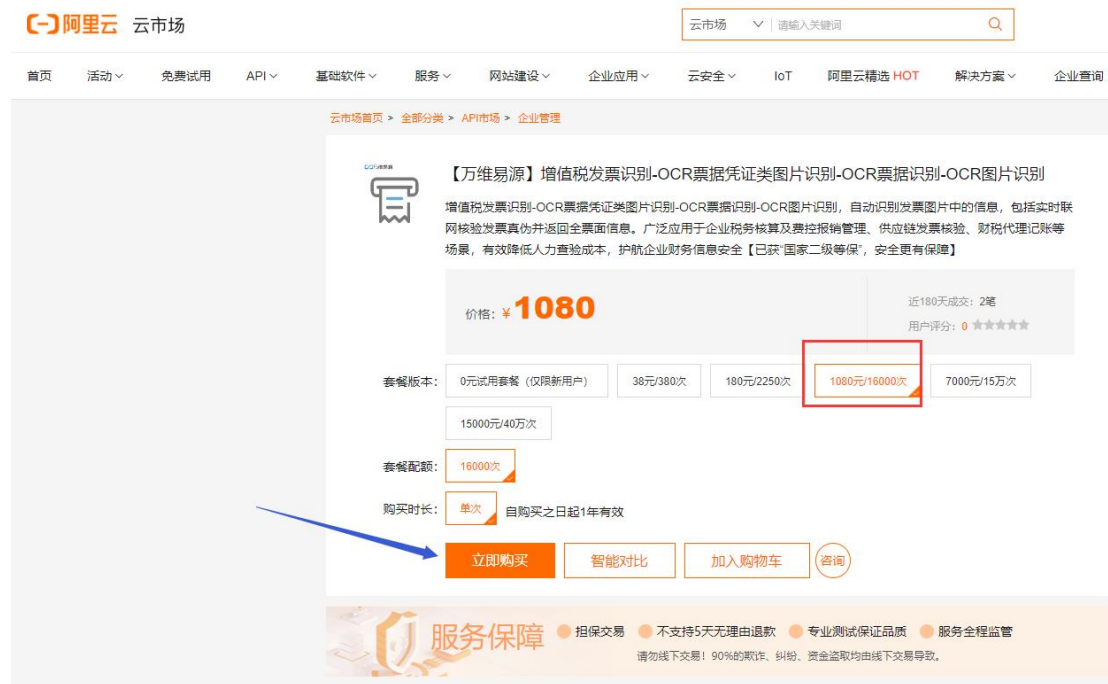 阿里云 云市场
云市场 请输入关键词
首页 活动 免费试用 API 基础软件 服务 网站建设 企业应用 云安全 IoT 阿里云精选 HOT 解决方案 企业查询
云市场首页 > 全部分类 > API市场 > 企业管理
【万维易源】增值税发票识别-OCR票据凭证类图片识别-OCR票据识别-OCR图片识别
增值税发票识别-OCR票据凭证类图片识别-OCR票据识别-OCR图片识别，自动识别发票图片中的信息，包括实时联
网核验发票真伪并返回全票面信息。广泛应用于企业税务核算及费控报销管理、供应链发票核验、财税代理记账等
场景，有效降低人力查验成本，护航企业财务信息安全【已获“国家二级等保”，安全更有保障】
价格：¥1080
近180天成交：2笔
用户评分：0
套餐版本： 0元试用套餐（仅限新用户） 38元/380次 180元/2250次 1080元/16000次 7000元/15万次
15000元/40万次
套餐配额： 16000次
购买时长： 单次 自购买之日起1年有效
立即购买 智能对比 加入购物车 咨询
服务保障 担保交易 不支持5天无理由退款 专业测试保证品质 服务全程监管
请勿线下交易！90%的欺诈、纠纷、资金盗取均由线下交易导致。